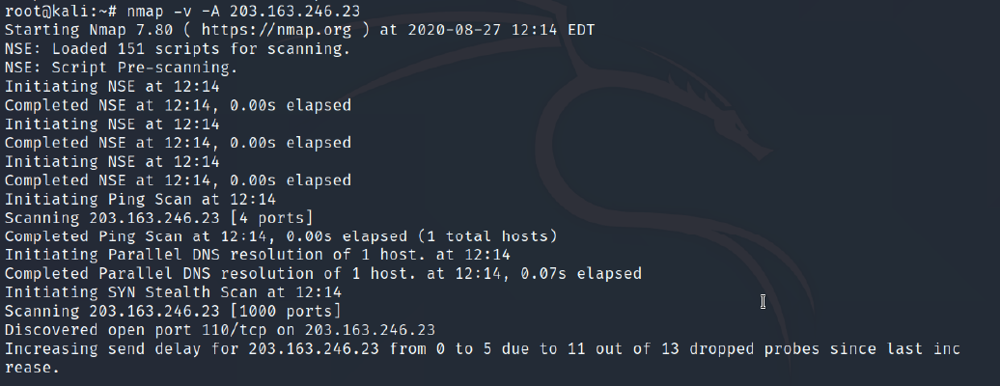 root@kali:~# nmap -v -A 203.163.246.23
Starting Nmap 7.80 ( https://nmap.org ) at 2020-08-27 12:14 EDT
NSE: Loaded 151 scripts for scanning.
NSE: Script Pre-scanning.
Initiating NSE at 12:14
Completed NSE at 12:14, 0.00s elapsed
Initiating NSE at 12:14
Completed NSE at 12:14, 0.00s elapsed
Initiating NSE at 12:14
Completed NSE at 12:14, 0.00s elapsed
Initiating Ping Scan at 12:14
Scanning 203.163.246.23 [4 ports]
Completed Ping Scan at 12:14, 0.00s elapsed (1 total hosts)
Initiating Parallel DNS resolution of 1 host. at 12:14
Completed Parallel DNS resolution of 1 host. at 12:14, 0.07s elapsed
Initiating SYN Stealth Scan at 12:14
Scanning 203.163.246.23 [1000 ports]
Discovered open port 110/tcp on 203.163.246.23
Increasing send delay for 203.163.246.23 from 0 to 5 due to 11 out of 13 dropped probes since last inc
rease.